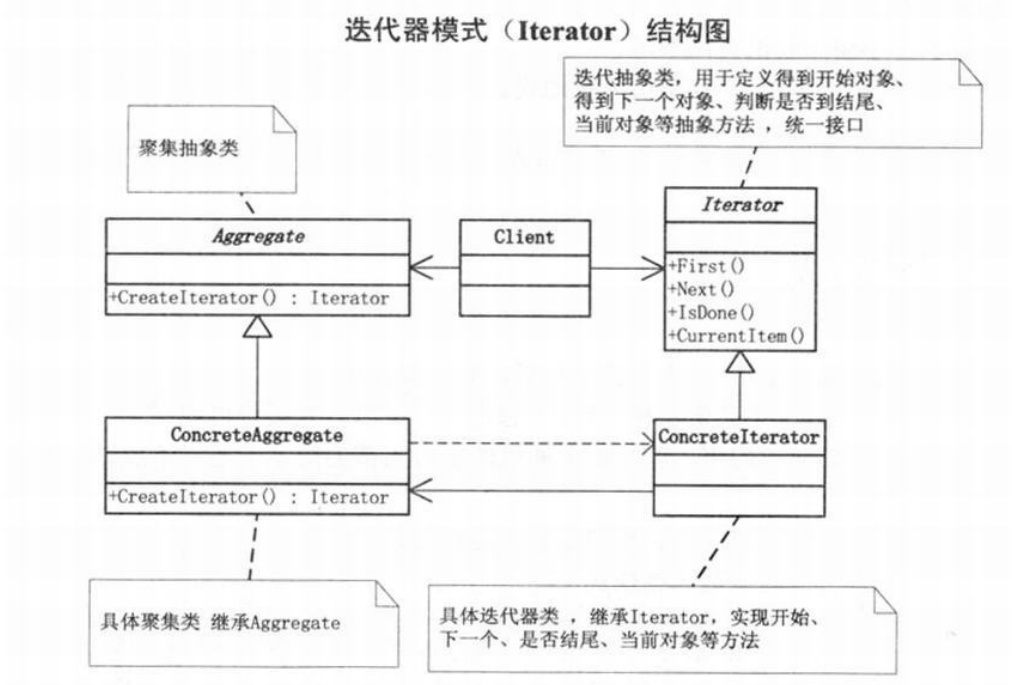 迭代器模式（Iterator）结构图
迭代抽象类，用于定义得到开始对象、
得到下一个对象、判断是否到结尾、
当前对象等抽象方法 ，统一接口
聚集抽象类
Aggregate
+CreateIterator() : Iterator
Client
Iterator
+First()
+Next()
+IsDone()
+CurrentItem()
ConcreteAggregate
+CreateIterator() : Iterator
ConcreteIterator
具体聚集类 继承Aggregate
具体迭代器类 ，继承Iterator，实现开始、
下一个、是否结尾、当前对象等方法